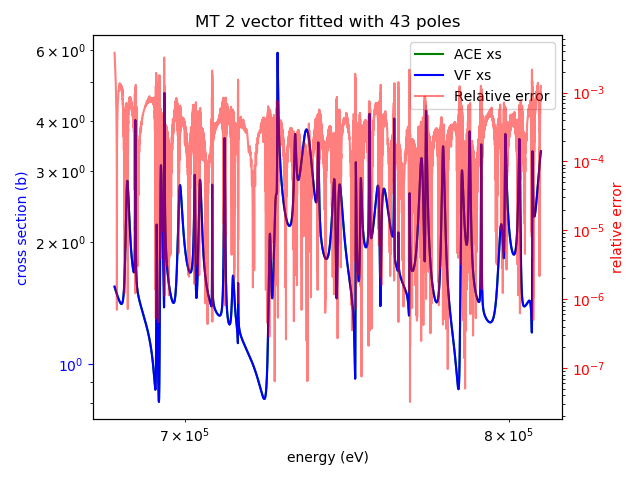 MT 2 vector fitted with 43 poles
ACE xs
VF xs
Relative error
6 × 10⁰
4 × 10⁰
3 × 10⁰
2 × 10⁰
10⁰
cross section (b)
10⁻³
10⁻⁴
10⁻⁵
10⁻⁶
10⁻⁷
relative error
7 × 10⁵
8 × 10⁵
energy (eV)